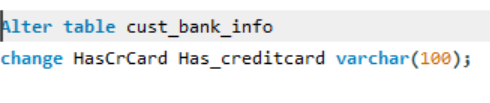 Alter table cust_bank_info
change HasCrCard Has_creditcard varchar(100);